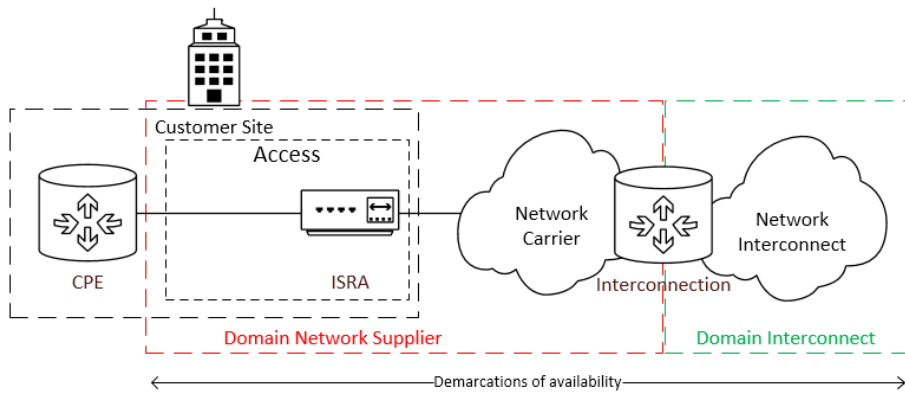 Customer Site
Access
Network
Carrier
Network
Interconnect
CPE
ISRA
Interconnection
Domain Network Supplier
Domain Interconnect
Demarcations of availability